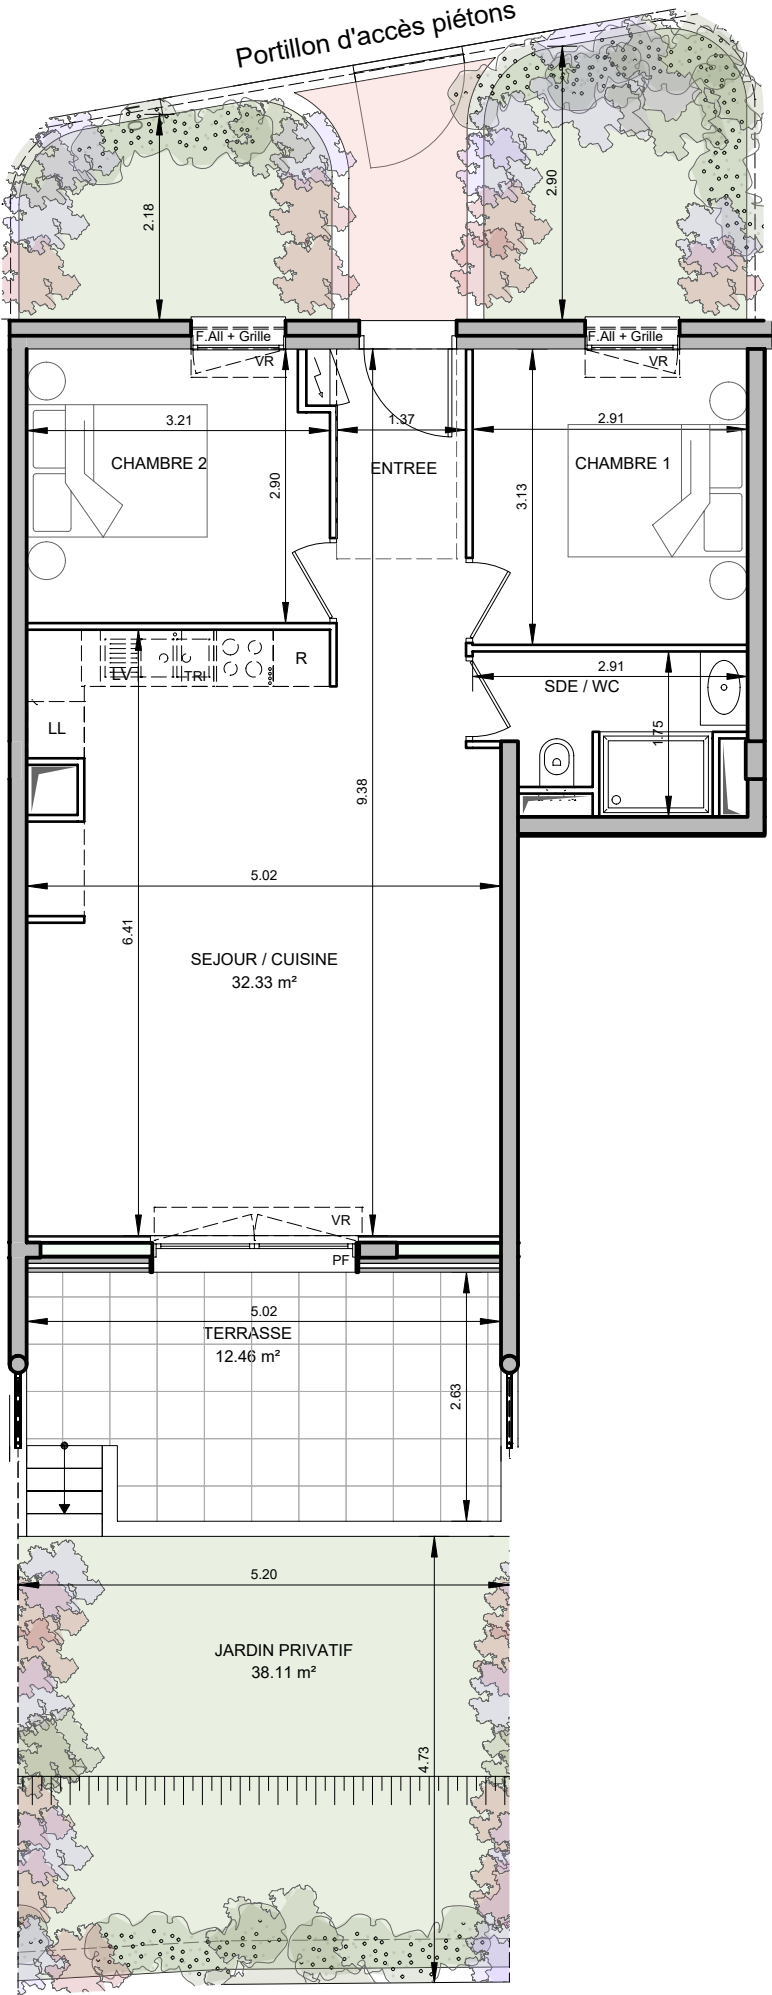 Portillon d'accès piétons
2.18
2.90
F.All + Grille
VR
F.All + Grille
VR
3.21
1.37
2.91
CHAMBRE 2
ENTREE
CHAMBRE 1
2.90
3.13
LV
TRI
R
2.91
SDE / WC
LL
1.75
9.38
5.02
6.41
SEJOUR / CUISINE
32.33 m²
VR
PF
5.02
TERRASSE
12.46 m²
2.63
5.20
JARDIN PRIVATIF
38.11 m²
4.73